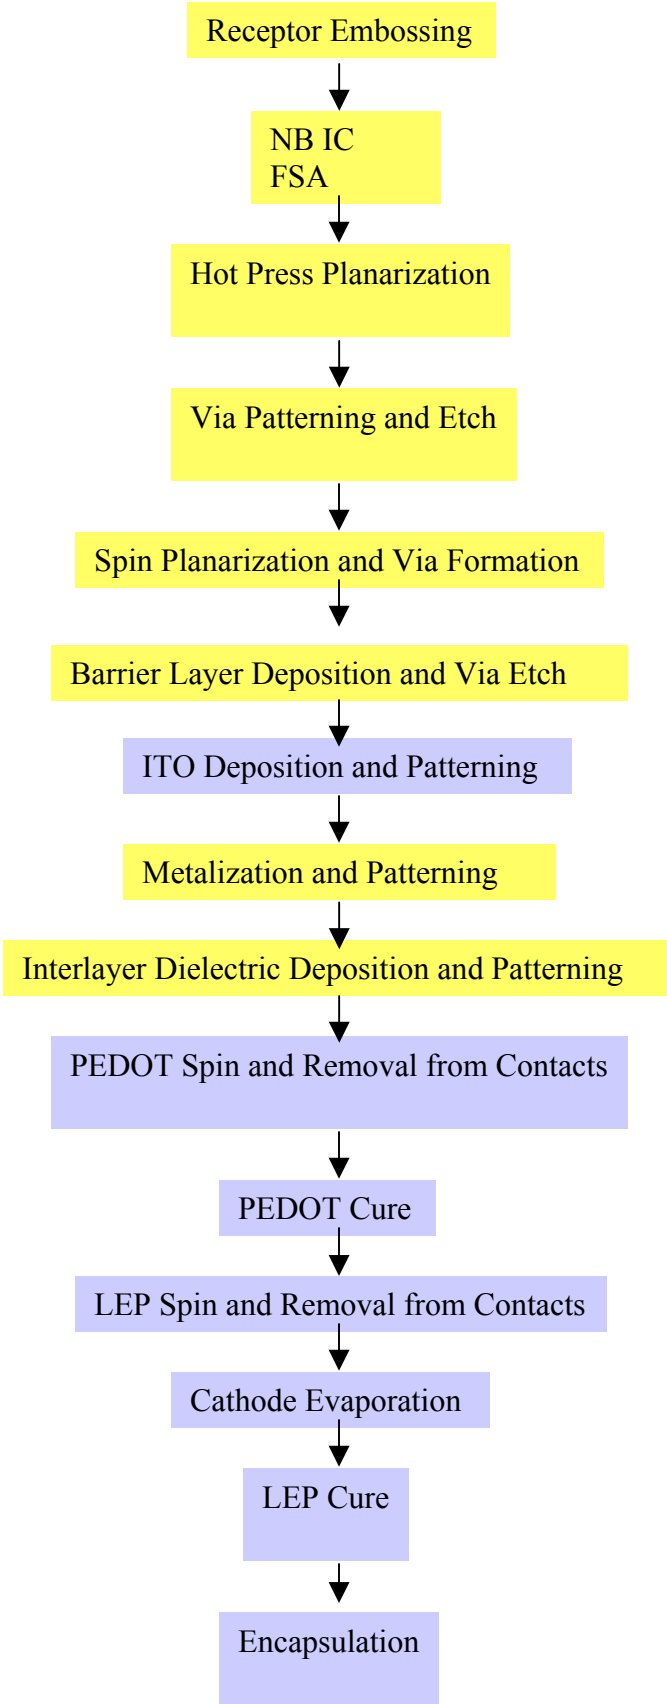 Receptor Embossing
NB IC
FSA
Hot Press Planarization
Via Patterning and Etch
Spin Planarization and Via Formation
Barrier Layer Deposition and Via Etch
ITO Deposition and Patterning
Metalization and Patterning
Interlayer Dielectric Deposition and Patterning
PEDOT Spin and Removal from Contacts
PEDOT Cure
LEP Spin and Removal from Contacts
Cathode Evaporation
LEP Cure
Encapsulation